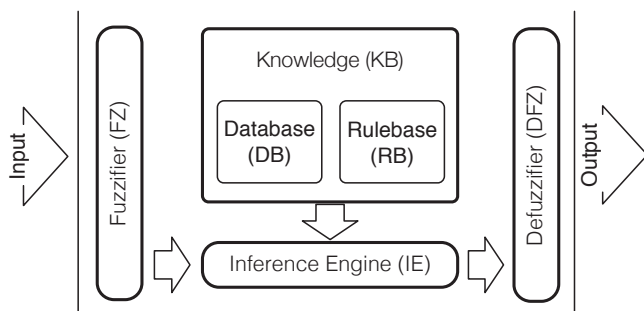 Input
Fuzzifier (FZ)
Knowledge (KB)
Database
(DB)
Rulebase
(RB)
Inference Engine (IE)
Defuzzifier (DFZ)
Output